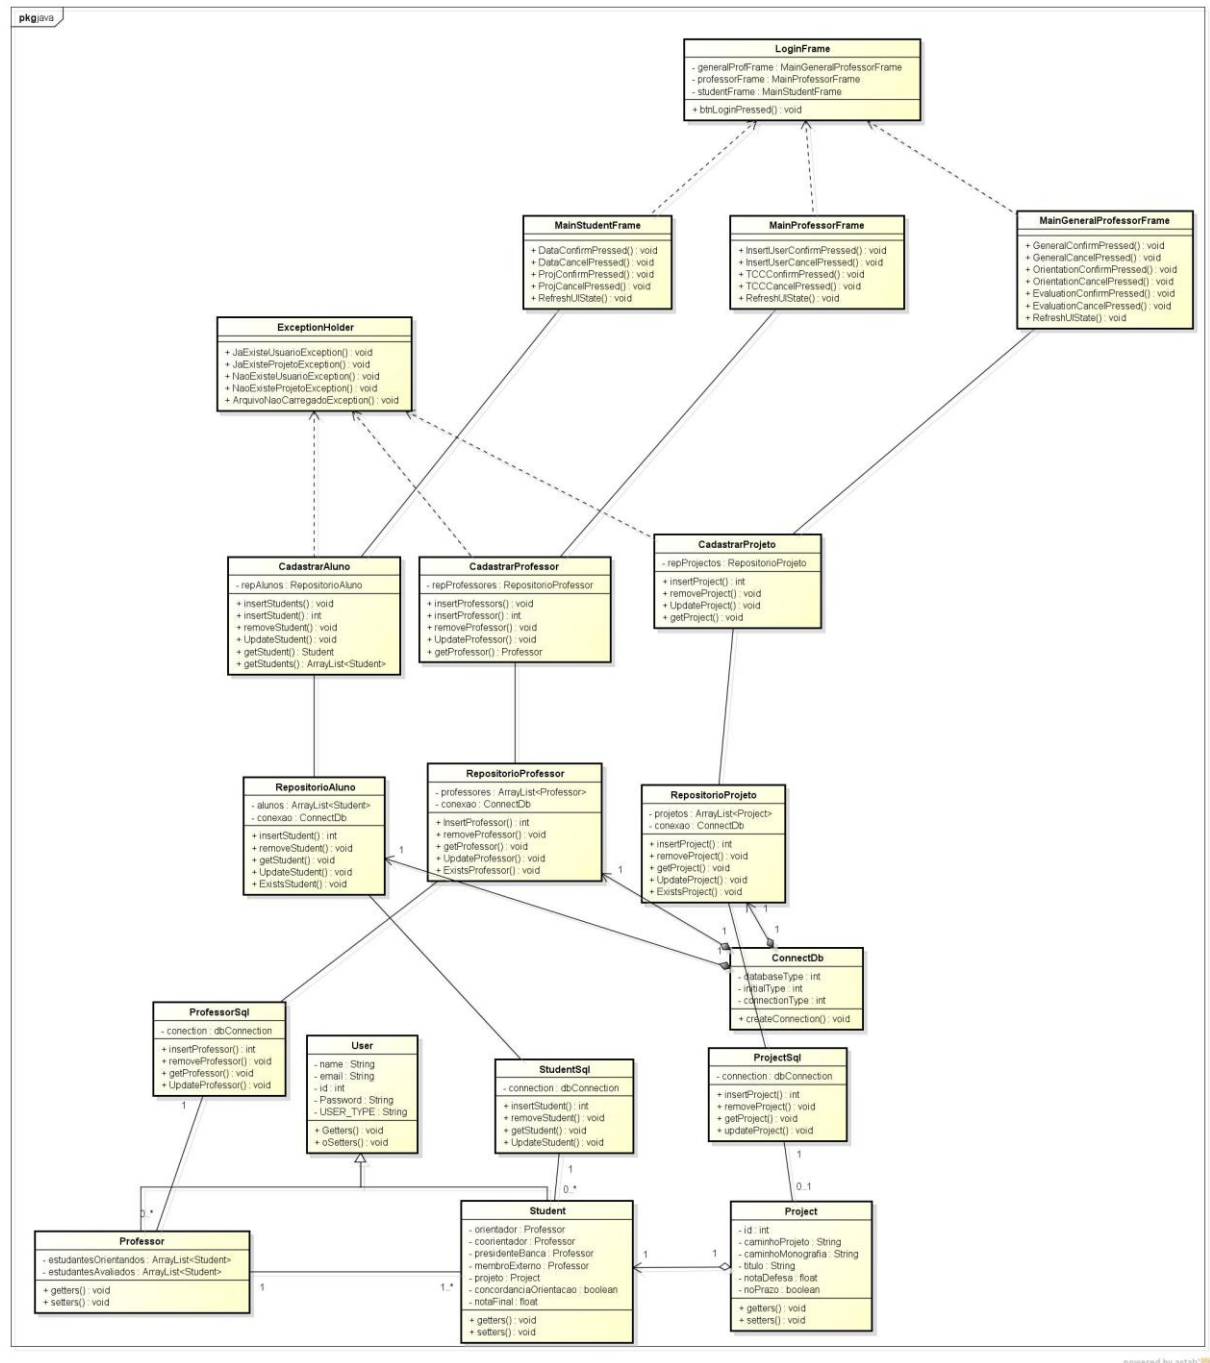 pkg java
LoginFrame
- generalProfFrame : MainGeneralProfessorFrame
- professorFrame : MainProfessorFrame
- studentFrame : MainStudentFrame
+ btnLoginPressed() : void
MainStudentFrame
+ DataConfirmPressed() : void
+ DataCancelPressed() : void
+ ProjConfirmPressed() : void
+ ProjCancelPressed() : void
+ RefreshUIState() : void
MainProfessorFrame
+ InsertUserConfirmPressed() : void
+ InsertUserCancelPressed() : void
+ TCCConfirmPressed() : void
+ TCCCancelPressed() : void
+ RefreshUIState() : void
MainGeneralProfessorFrame
+ GeneralConfirmPressed() : void
+ GeneralCancelPressed() : void
+ OrientationConfirmPressed() : void
+ OrientationCancelPressed() : void
+ EvaluationConfirmPressed() : void
+ EvaluationCancelPressed() : void
+ RefreshUIState() : void
ExceptionHolder
+ JaExisteUsuarioException() : void
+ JaExisteProjetoException() : void
+ NaoExisteUsuarioException() : void
+ NaoExisteProjetoException() : void
+ ArquivoNaoCarregadoException() : void
CadastrarAluno
- repAlunos : RepositorioAluno
+ insertStudents() : void
+ insertStudent() : int
+ removeStudent() : void
+ UpdateStudent() : void
+ getStudent() : Student
+ getStudents() : ArrayList<Student>
CadastrarProfessor
- repProfessores : RepositorioProfessor
+ insertProfessors() : void
+ insertProfessor() : int
+ removeProfessor() : void
+ UpdateProfessor() : void
+ getProfessor() : Professor
CadastrarProjeto
- repProjectos : RepositorioProjeto
+ insertProject() : int
+ removeProject() : void
+ UpdateProject() : void
+ getProject() : void
RepositorioAluno
- alunos : ArrayList<Student>
- conexao : ConnectDb
+ insertStudent() : int
+ removeStudent() : void
+ getStudent() : void
+ UpdateStudent() : void
+ ExistsStudent() : void
RepositorioProfessor
- professores : ArrayList<Professor>
- conexao : ConnectDb
+ InsertProfessor() : int
+ removeProfessor() : void
+ getProfessor() : void
+ UpdateProfessor() : void
+ ExistsProfessor() : void
RepositorioProjeto
- projetos : ArrayList<Project>
- conexao : ConnectDb
+ insertProject() : int
+ removeProject() : void
+ getProject() : void
+ UpdateProject() : void
+ ExistsProject() : void
1
1
1
1
1
1
ConnectDb
- databaseType : int
- initialType : int
- connectionType : int
+ createConnection() : void
ProfessorSql
- conection : dbConnection
+ insertProfessor() : int
+ removeProfessor() : void
+ getProfessor() : void
+ UpdateProfessor() : void
1
User
- name : String
- email : String
- id : int
- Password : String
- USER_TYPE : String
+ Getters() : void
+ oSetters() : void
StudentSql
- connection : dbConnection
+ insertStudent() : int
+ removeStudent() : void
+ getStudent() : void
+ UpdateStudent() : void
1
0..*
ProjectSql
- connection : dbConnection
+ insertProject() : int
+ removeProject() : void
+ getProject() : void
+ updateProject() : void
1
0..1
0..*
Professor
- estudantesOrientandos : ArrayList<Student>
- estudantesAvaliados : ArrayList<Student>
+ getters() : void
+ setters() : void
1
1..*
Student
- orientador : Professor
- coorientador : Professor
- presidenteBanca : Professor
- membroExterno : Professor
- projeto : Project
- concordanciaOrientacao : boolean
- notaFinal : float
+ getters() : void
+ setters() : void
1
1
Project
- id : int
- caminhoProjeto : String
- caminhoMonografia : String
- titulo : String
- notaDefesa : float
- noPrazo : boolean
+ getters() : void
+ setters() : void